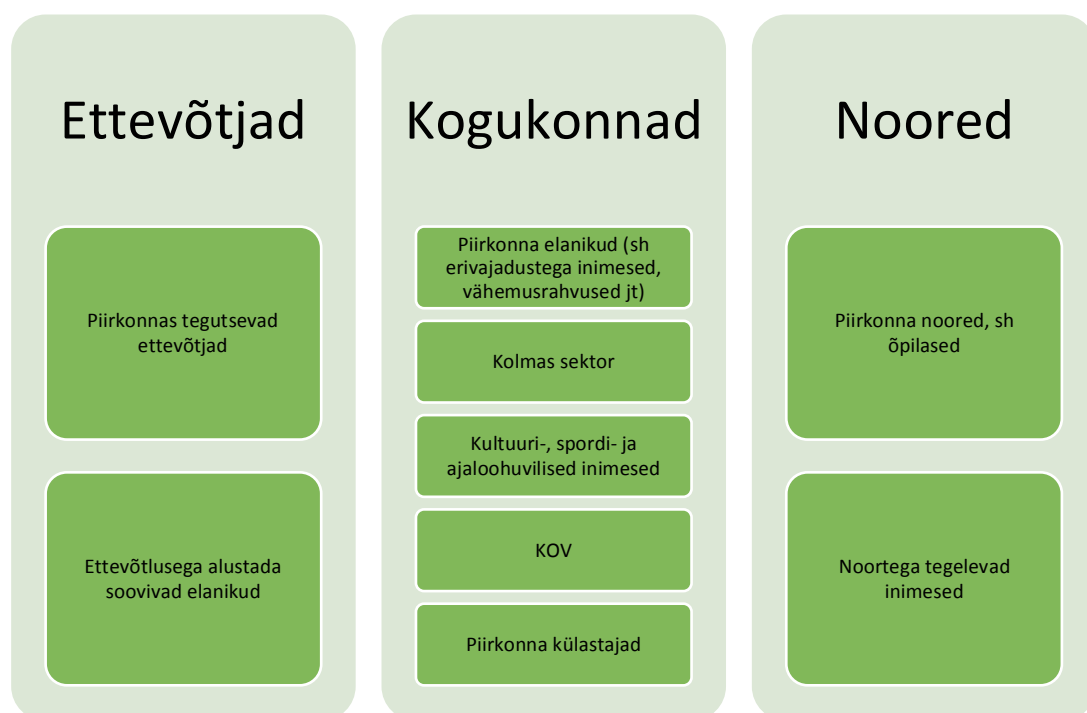 Ettevõtjad
Piirkonnas tegutsevad
ettevõtjad
Ettevõtlusega alustada
soovivad elanikud
Kogukonnad
Piirkonna elanikud (sh
erivajadustega inimesed,
vähemusrahvused jt)
Kolmas sektor
Kultuuri-, spordi- ja
ajaloohuvilised inimesed
KOV
Piirkonna külastajad
Noored
Piirkonna noored, sh
õpilased
Noortega tegelevad
inimesed